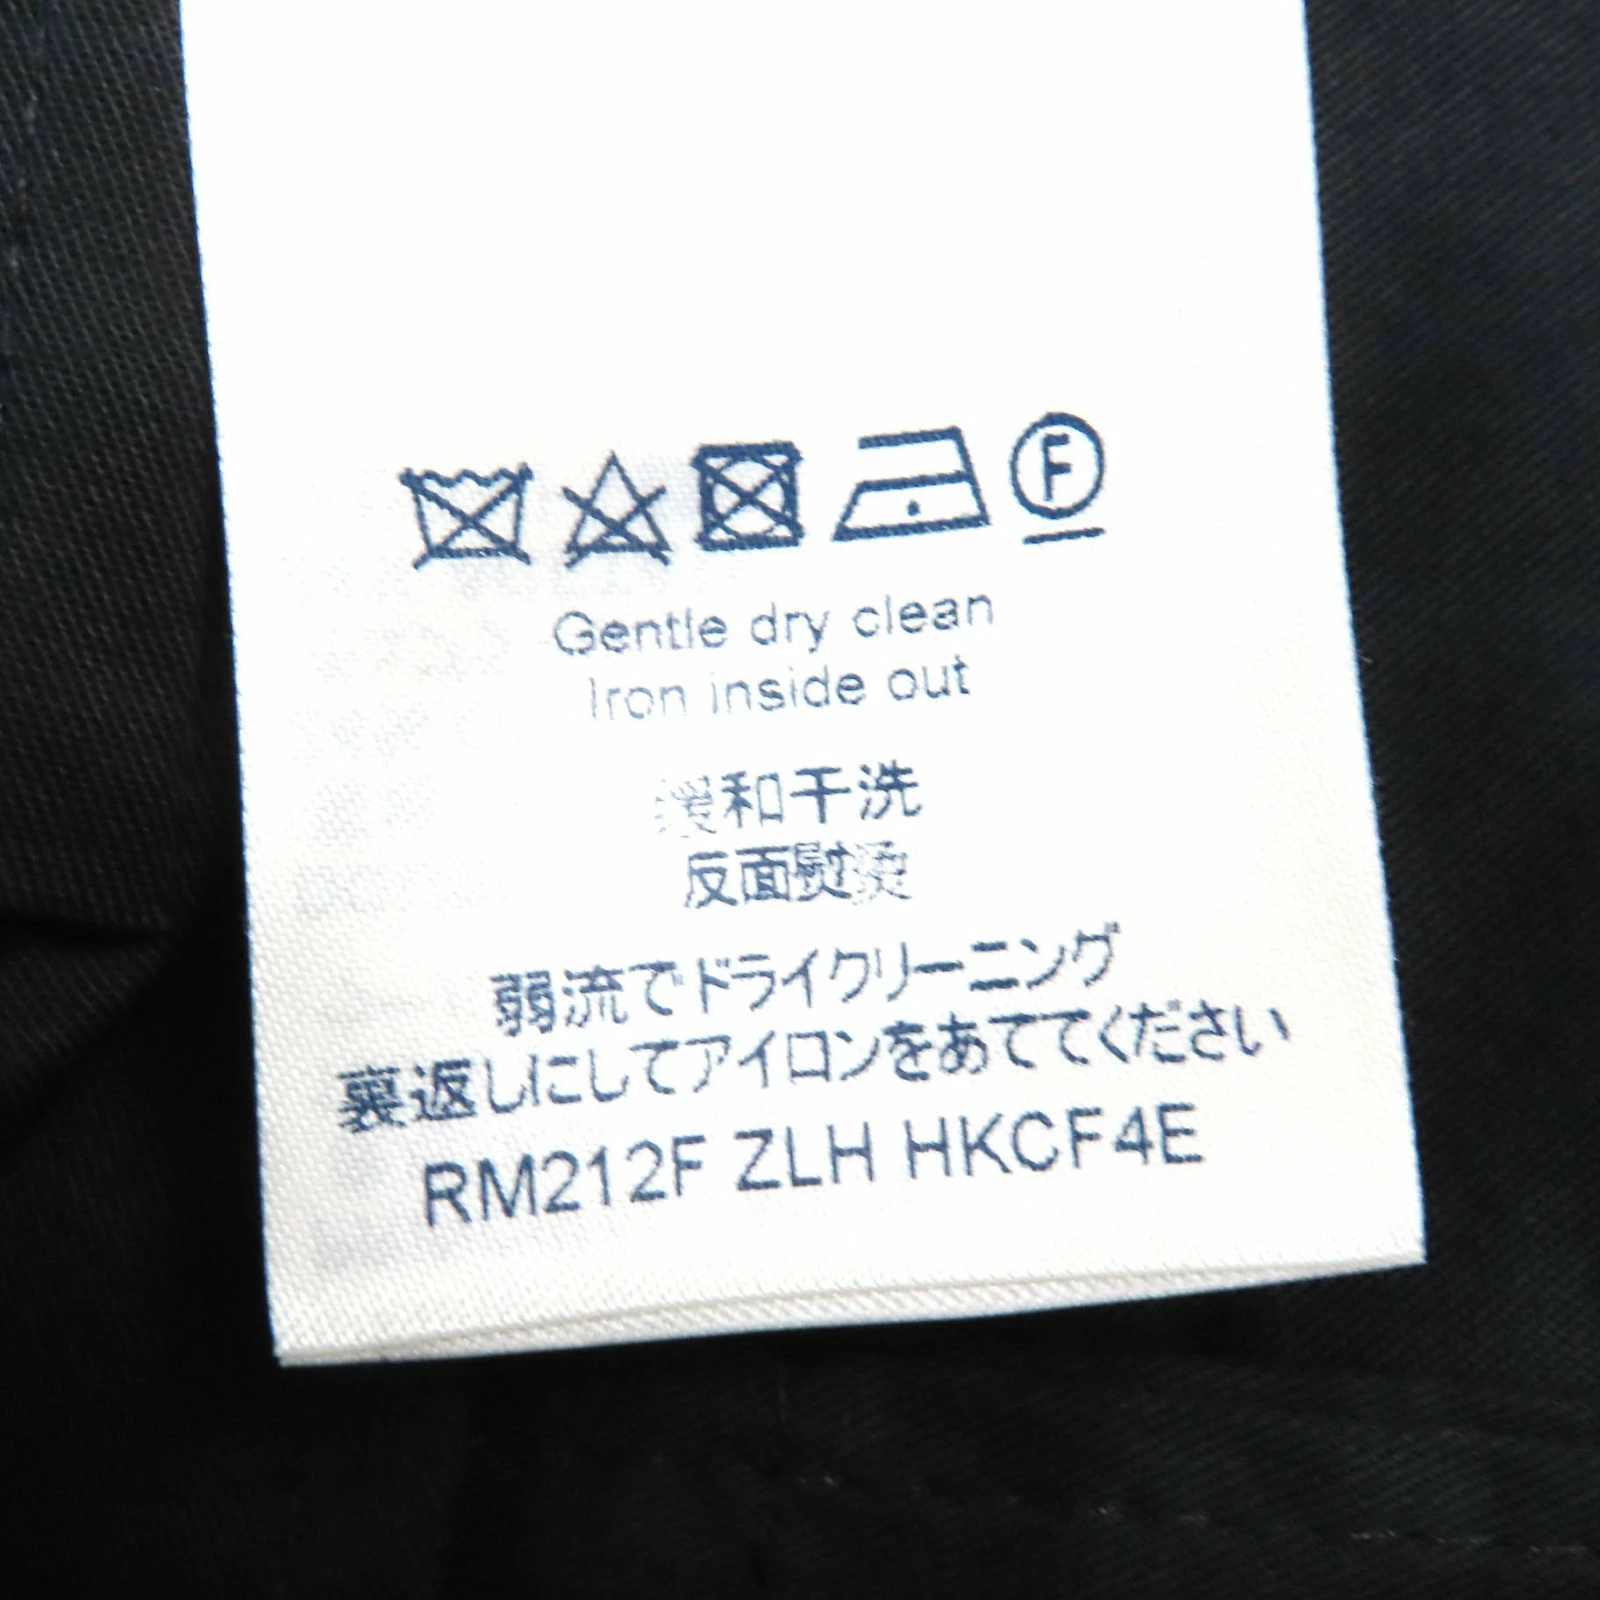 F
Gentle dry clean
Iron inside out
缓和干洗
反面熨烫
弱流でドライクリーニング
裏返しにしてアイロンをあててください
RM212F ZLH HKCF4E